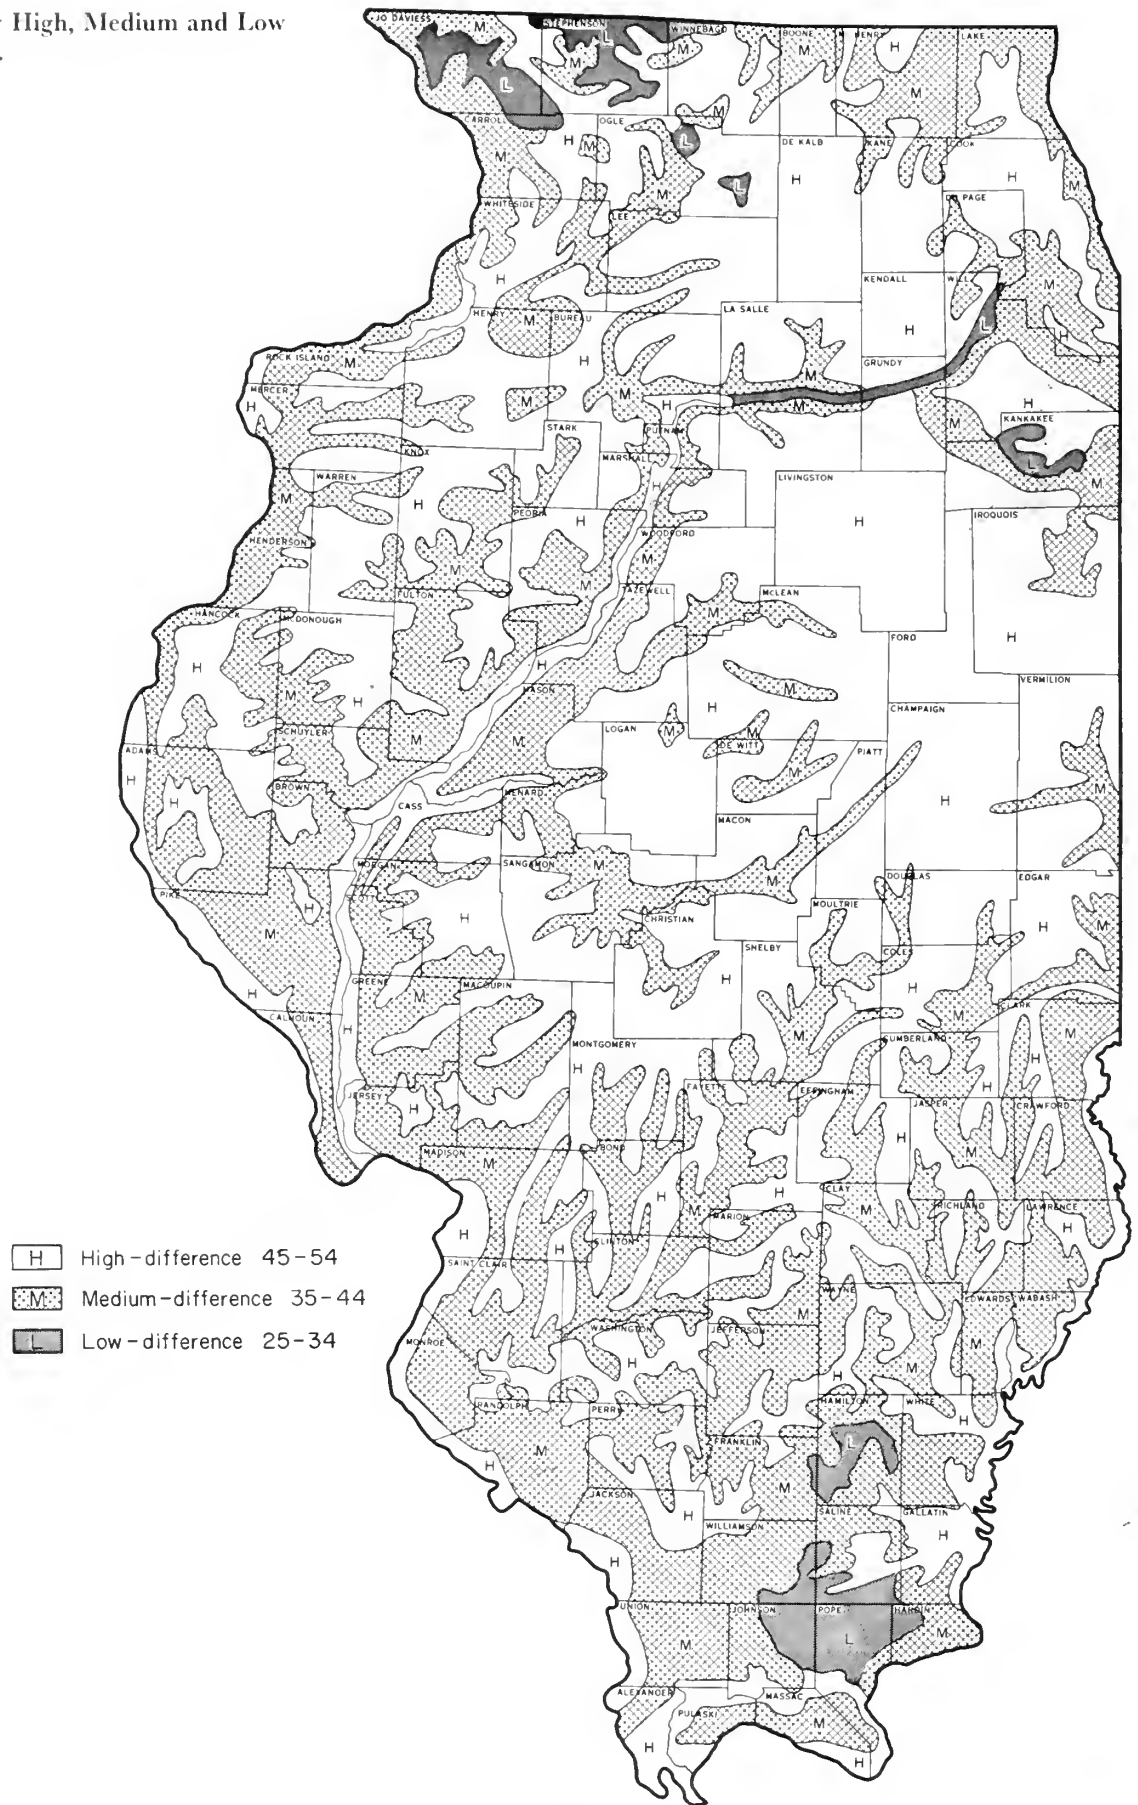 High, Medium and Low
JO DAVIESS
STEPHENSON
WINNEBAGO
BOONE
HENRY
LAKE
CARROLL
OGLE
DE KALB
KANE
COOK
DU PAGE
WHITESIDE
LEE
KENDALL
WILL
HENRY
BUREAU
LA SALLE
GRUNDY
ROCK ISLAND
MERCER
KANKAKEE
STARK
PUTNAM
KNOX
MARSHALL
WARREN
LIVINGSTON
PEORIA
IROQUOIS
HENDERSON
WOODFORD
FULTON
TAZEWELL
McLEAN
HANCOCK
McDONOUGH
FORD
MASON
VERMILION
CHAMPAIGN
SCHUYLER
LOGAN
ADAMS
DE WITT
PIATT
BROWN
CASS
MENARD
MACON
MORGAN
SANGAMON
DOUGLAS
EDGAR
PIKE
SCOTT
MOULTRIE
CHRISTIAN
SHELBY
COLES
GREENE
MACOUPIN
CLARK
CALHOUN
MONTGOMERY
CUMBERLAND
FAYETTE
EFFINGHAM
JERSEY
JASPER
CRAWFORD
MADISON
BOND
CLAY
RICHLAND
LAWRENCE
MARION
CLINTON
SAINT CLAIR
WAYNE
EDWARDS
WABASH
WASHINGTON
JEFFERSON
MONROE
RANDOLPH
PERRY
HAMILTON
WHITE
FRANKLIN
JACKSON
SALINE
GALLATIN
WILLIAMSON
UNION
JOHNSON
POPE
HARDIN
ALEXANDER
MASSAC
PULASKI
H High-difference 45-54
M Medium-difference 35-44
L Low-difference 25-34